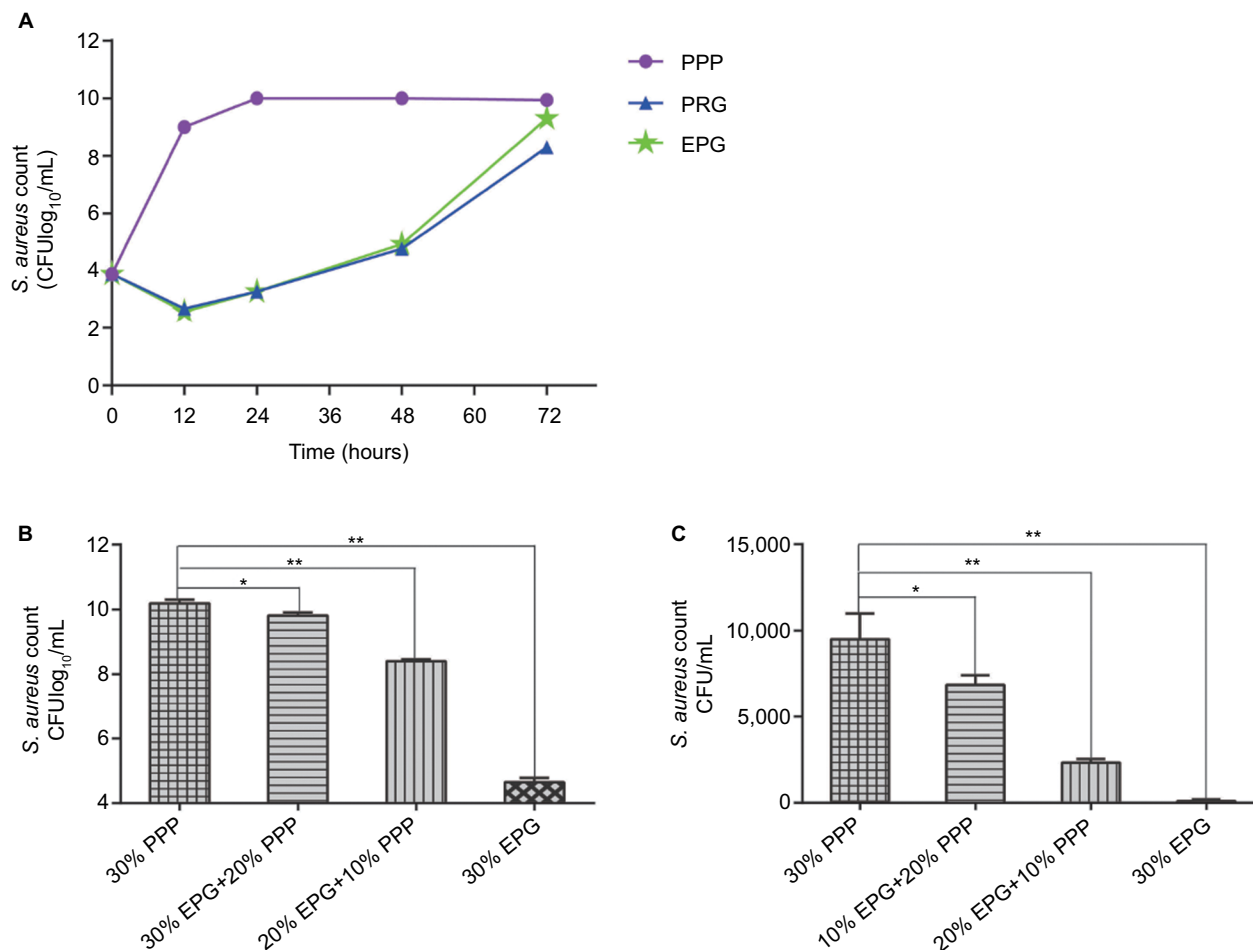 A
12
10
8
6
4
2
0
S. aureus count
(CFUlog10/mL)
0 12 24 36 48 60 72
Time (hours)
PPP
PRG
EPG
B
12
10
8
6
4
S. aureus count
CFUlog10/mL
**
**
*
30% PPP
30% EPG+20% PPP
20% EPG+10% PPP
30% EPG
C
15,000
10,000
5,000
0
S. aureus count
CFU/mL
**
**
*
30% PPP
10% EPG+20% PPP
20% EPG+10% PPP
30% EPG